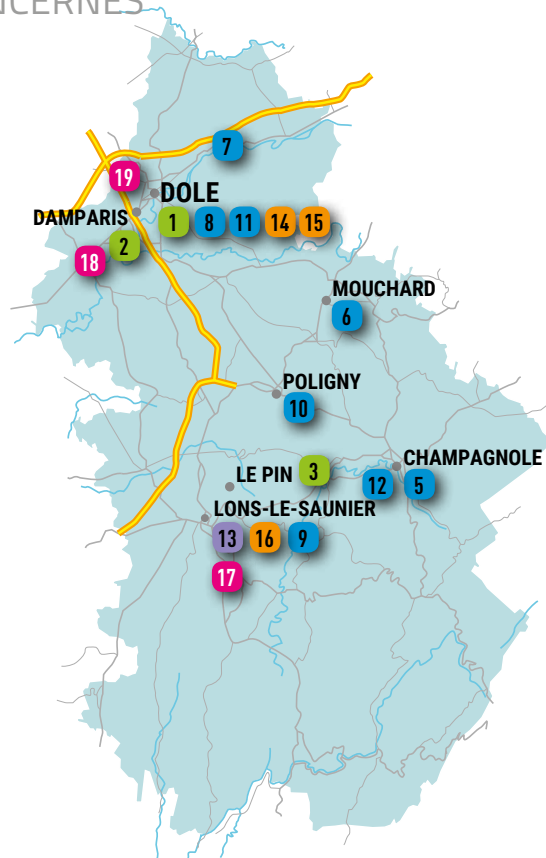 NCERNÉS
7
19
DOLE
DAMPARIS
1 8 11 14 15
2
18
MOUCHARD
6
POLIGNY
10
CHAMPAGNOLE
LE PIN 3
12 5
LONS-LE-SAUNIER
13 16 9
17